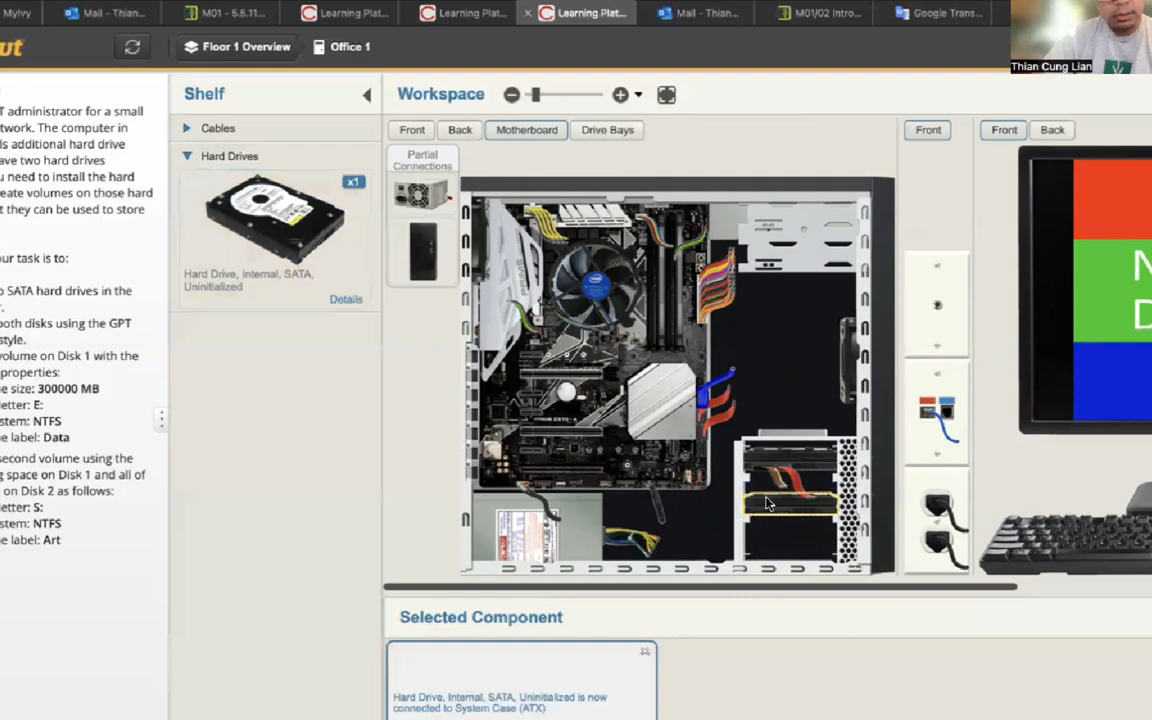 MyIvy
Mail - Thian...
M01 - 5.5.11...
Learning Plat...
Learning Plat...
Learning Plat...
Mail - Thian...
M01/02 Intro...
Google Trans...
ut
Floor 1 Overview
Office 1
Thian Cung Lian
T administrator for a small
twork. The computer in
ds additional hard drive
ave two hard drives
u need to install the hard
eate volumes on those hard
t they can be used to store
our task is to:
o SATA hard drives in the
r.
both disks using the GPT
style.
volume on Disk 1 with the
properties:
e size: 300000 MB
letter: E:
stem: NTFS
e label: Data
second volume using the
g space on Disk 1 and all of
on Disk 2 as follows:
letter: S:
stem: NTFS
e label: Art
Shelf
Cables
Hard Drives
x1
Hard Drive, Internal, SATA,
Uninitialized
Details
Workspace
Front
Back
Motherboard
Drive Bays
Front
Front
Back
Partial
Connections
intel
N
D
Selected Component
Hard Drive, Internal, SATA, Uninitialized is now
connected to System Case (ATX)